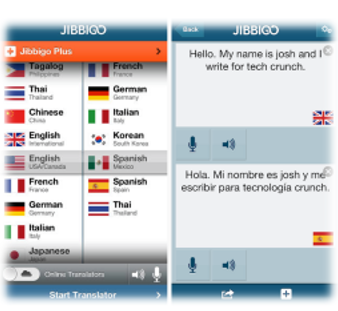 JIBBIGO
Jibbigo Plus
Tagalog
Philippines
Thai
Thailand
Chinese
China
English
International
English
USA/Canada
French
France
German
Germany
Italian
Italy
Japanese
Japan
French
France
German
Germany
Italian
Italy
Korean
South Korea
Spanish
Mexico
Spanish
Spain
Thai
Thailand
Online Translators
Start Translator
Back
JIBBIGO
Hello. My name is josh and I
write for tech crunch.
Hola. Mi nombre es josh y me
escribir para tecnología crunch.